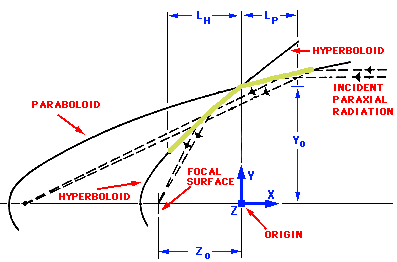 L_H
L_P
HYPERBOLOID
PARABOLOID
INCIDENT
PARAXIAL
RADIATION
Y_0
FOCAL
SURFACE
HYPERBOLOID
Y
Z
X
ORIGIN
Z_0